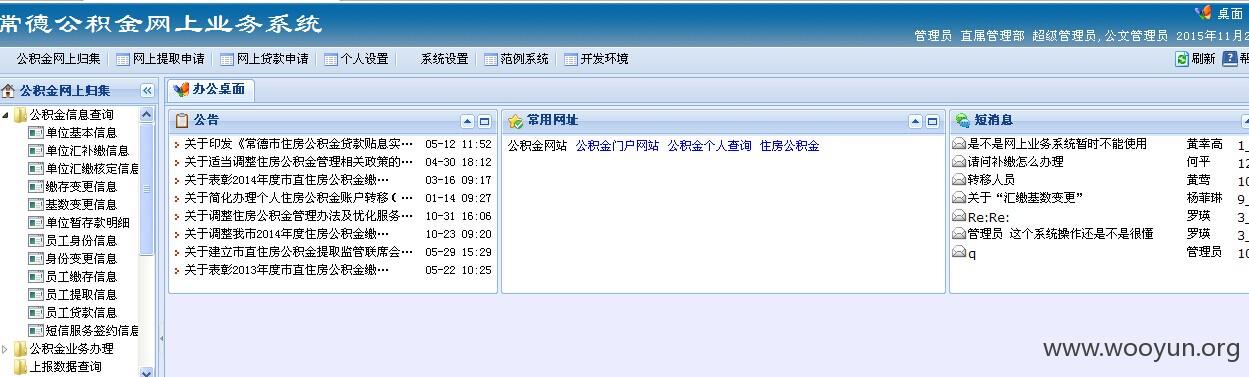 常德公积金网上业务系统
桌面
管理员 直属管理部 超级管理员,公文管理员 2015年11月2
公积金网上归集 网上提取申请 网上贷款申请 个人设置 系统设置 范例系统 开发环境
刷新 帮
公积金网上归集
公积金信息查询
单位基本信息
单位汇补缴信息
单位汇缴核定信息
缴存变更信息
基数变更信息
单位暂存款明细
员工身份信息
身份变更信息
员工缴存信息
员工提取信息
员工贷款信息
短信服务签约信息
公积金业务办理
上报数据查询
办公桌面
公告
关于印发《常德市住房公积金贷款贴息实… 05-12 11:52
关于适当调整住房公积金管理相关政策的… 04-30 18:12
关于表彰2014年度市直住房公积金缴… 03-16 09:17
关于简化办理个人住房公积金账户转移（… 01-14 09:27
关于调整住房公积金管理办法及优化服务… 10-31 16:06
关于调整我市2014年度住房公积金缴… 10-23 09:20
关于建立市直住房公积金提取监管联席会… 05-29 15:29
关于表彰2013年度市直住房公积金缴… 05-22 10:25
常用网址
公积金网站 公积金门户网站 公积金个人查询 住房公积金
短消息
是不是网上业务系统暂时不能使用 黄幸高 1_
请问补缴怎么办理 何平 12
转移人员 黄莺 10
关于“汇缴基数变更” 杨菲琳 9_
Re:Re: 罗瑛 3_
管理员 这个系统操作还是不是很懂 罗瑛 3_
q 管理员 10
www.wooyun.org